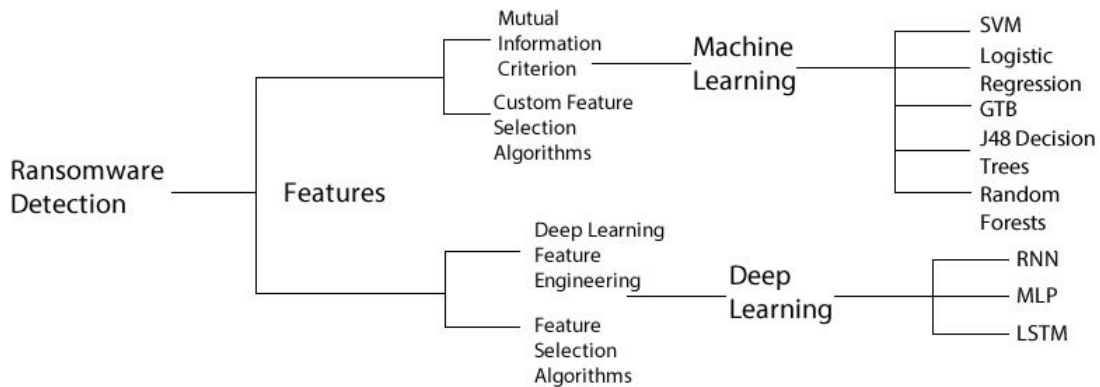 Ransomware
Detection
Features
Mutual
Information
Criterion
Custom Feature
Selection
Algorithms
Machine
Learning
SVM
Logistic
Regression
GTB
J48 Decision
Trees
Random
Forests
Deep Learning
Feature
Engineering
Feature
Selection
Algorithms
Deep
Learning
RNN
MLP
LSTM